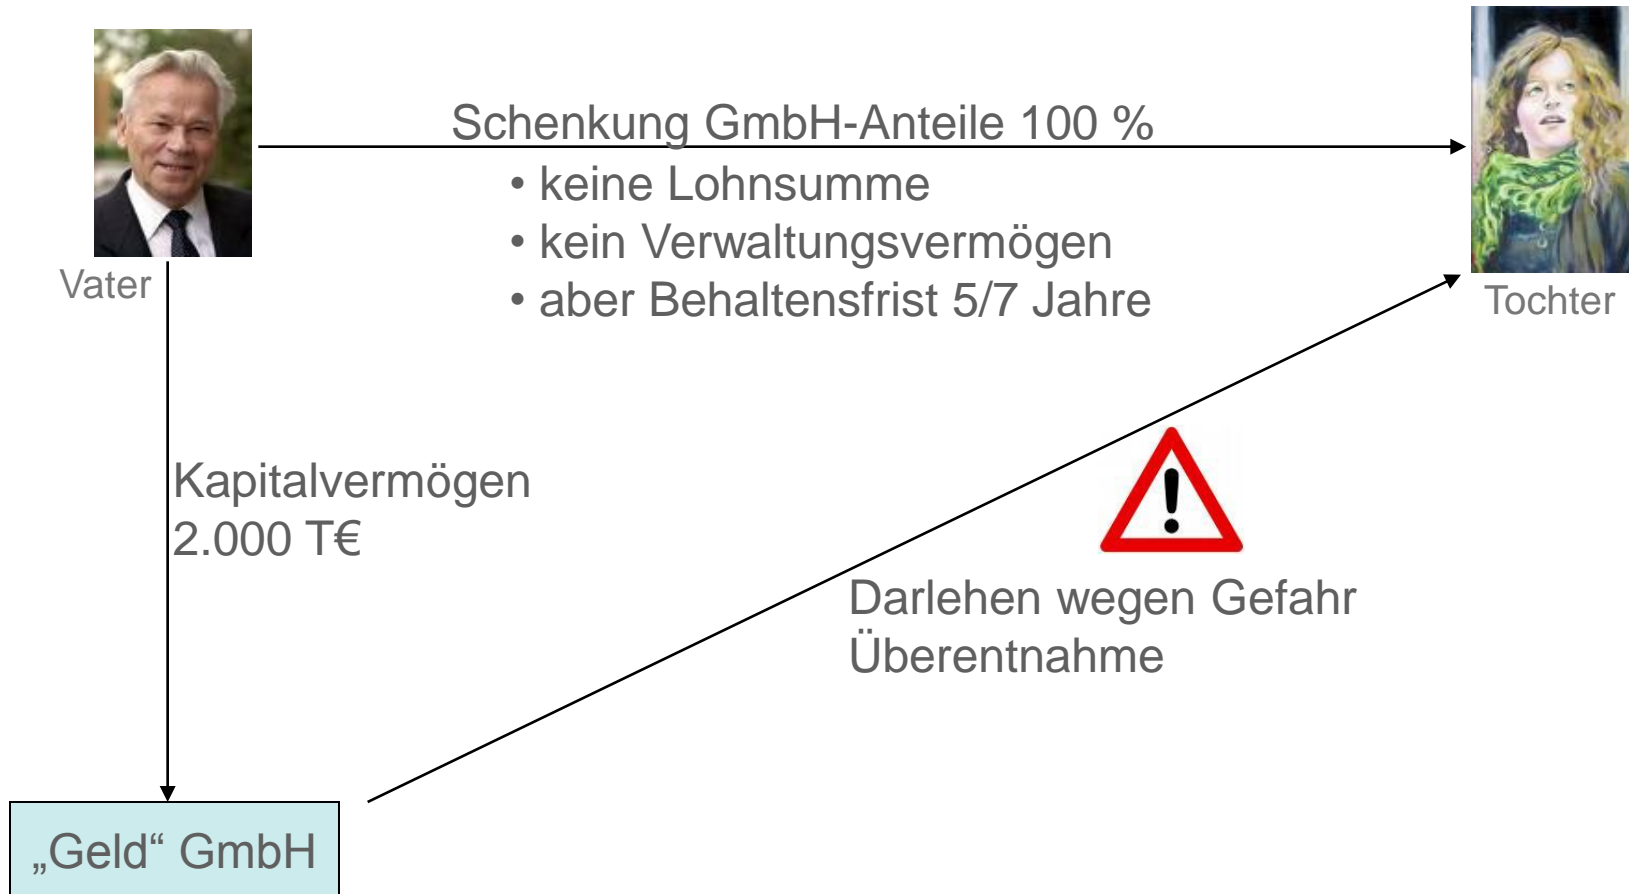 Schenkung GmbH-Anteile 100 %
• keine Lohnsumme
• kein Verwaltungsvermögen
• aber Behaltensfrist 5/7 Jahre
Vater
Tochter
Kapitalvermögen
2.000 T€
Darlehen wegen Gefahr
Überentnahme
„Geld“ GmbH